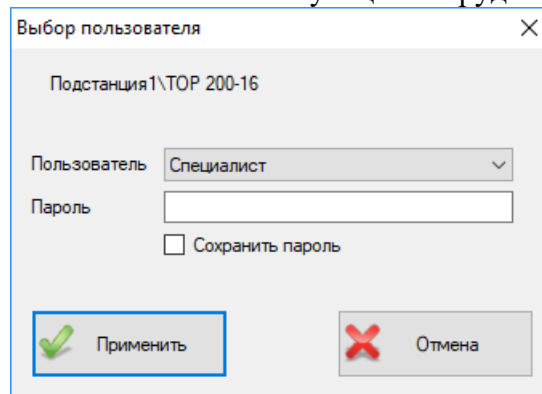 Выбор пользователя
Подстанция1\ТОР 200-16
Пользователь Специалист
Пароль
Сохранить пароль
Применить Отмена